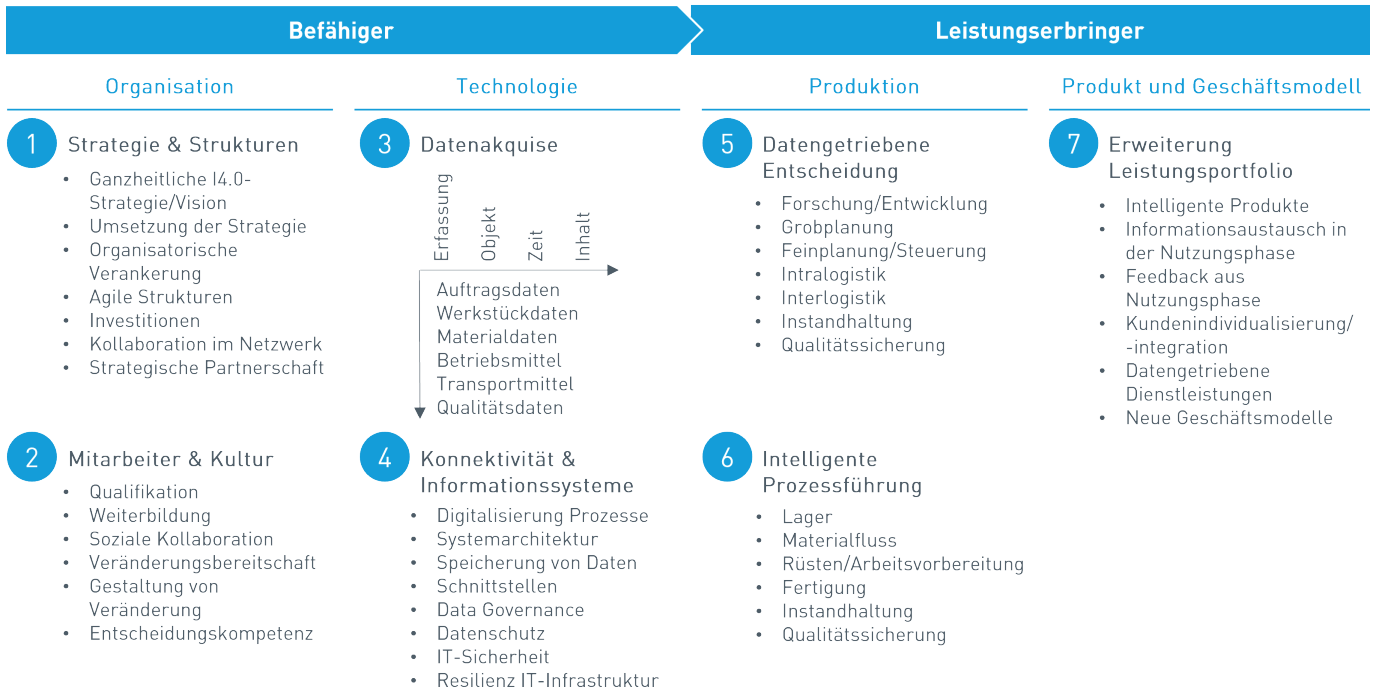 Befähiger
Leistungserbringer
Organisation
Technologie
Produktion
Produkt und Geschäftsmodell
1
Strategie & Strukturen
• Ganzheitliche I4.0-
Strategie/Vision
• Umsetzung der Strategie
• Organisatorische
Verankerung
• Agile Strukturen
• Investitionen
• Kollaboration im Netzwerk
• Strategische Partnerschaft
2
Mitarbeiter & Kultur
• Qualifikation
• Weiterbildung
• Soziale Kollaboration
• Veränderungsbereitschaft
• Gestaltung von
Veränderung
• Entscheidungskompetenz
3
Datenakquise
Erfassung
Objekt
Zeit
Inhalt
Auftragsdaten
Werkstückdaten
Materialdaten
Betriebsmittel
Transportmittel
Qualitätsdaten
4
Konnektivität &
Informationssysteme
• Digitalisierung Prozesse
• Systemarchitektur
• Speicherung von Daten
• Schnittstellen
• Data Governance
• Datenschutz
• IT-Sicherheit
• Resilienz IT-Infrastruktur
5
Datengetriebene
Entscheidung
• Forschung/Entwicklung
• Grobplanung
• Feinplanung/Steuerung
• Intralogistik
• Interlogistik
• Instandhaltung
• Qualitätssicherung
6
Intelligente
Prozessführung
• Lager
• Materialfluss
• Rüsten/Arbeitsvorbereitung
• Fertigung
• Instandhaltung
• Qualitätssicherung
7
Erweiterung
Leistungsportfolio
• Intelligente Produkte
• Informationsaustausch in
der Nutzungsphase
• Feedback aus
Nutzungsphase
• Kundenindividualisierung/
-integration
• Datengetriebene
Dienstleistungen
• Neue Geschäftsmodelle